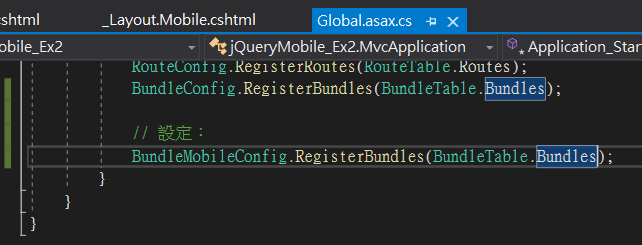 cshtml _Layout.Mobile.cshtml Global.asax.cs
obile_Ex2 jQueryMobile_Ex2.MvcApplication Application_Star
RouteConfig.RegisterRoutes(RouteTable.Routes);
BundleConfig.RegisterBundles(BundleTable.Bundles);
// 設定：
BundleMobileConfig.RegisterBundles(BundleTable.Bundles);
}
}
}